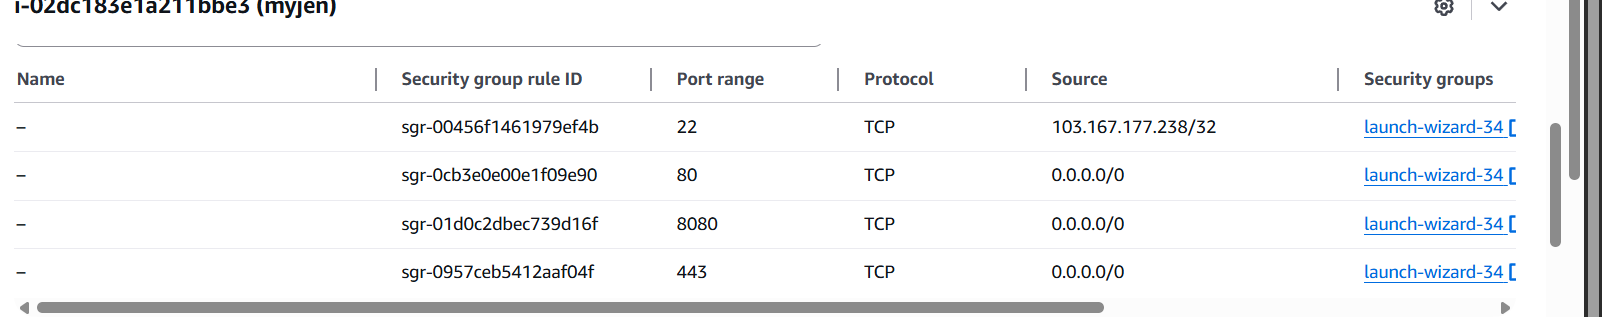 i-02dc183e1a211bbe3 (myjen)
Name Security group rule ID Port range Protocol Source Security groups
– sgr-00456f1461979ef4b 22 TCP 103.167.177.238/32 launch-wizard-34
– sgr-0cb3e0e00e1f09e90 80 TCP 0.0.0.0/0 launch-wizard-34
– sgr-01d0c2dbec739d16f 8080 TCP 0.0.0.0/0 launch-wizard-34
– sgr-0957ceb5412aaf04f 443 TCP 0.0.0.0/0 launch-wizard-34